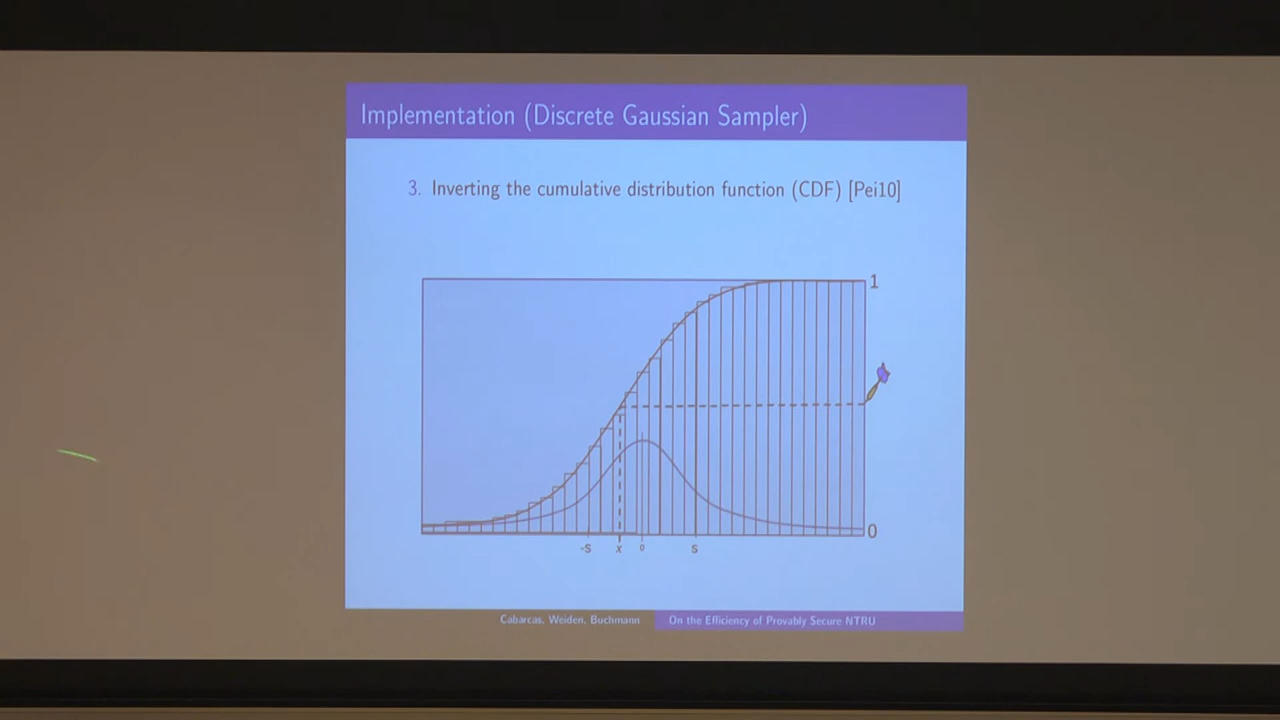 Implementation (Discrete Gaussian Sampler)
3. Inverting the cumulative distribution function (CDF) [Pei10]
1
0
-S x 0 S
Cabarcas, Weiden, Buchmann On the Efficiency of Provably Secure NTRU